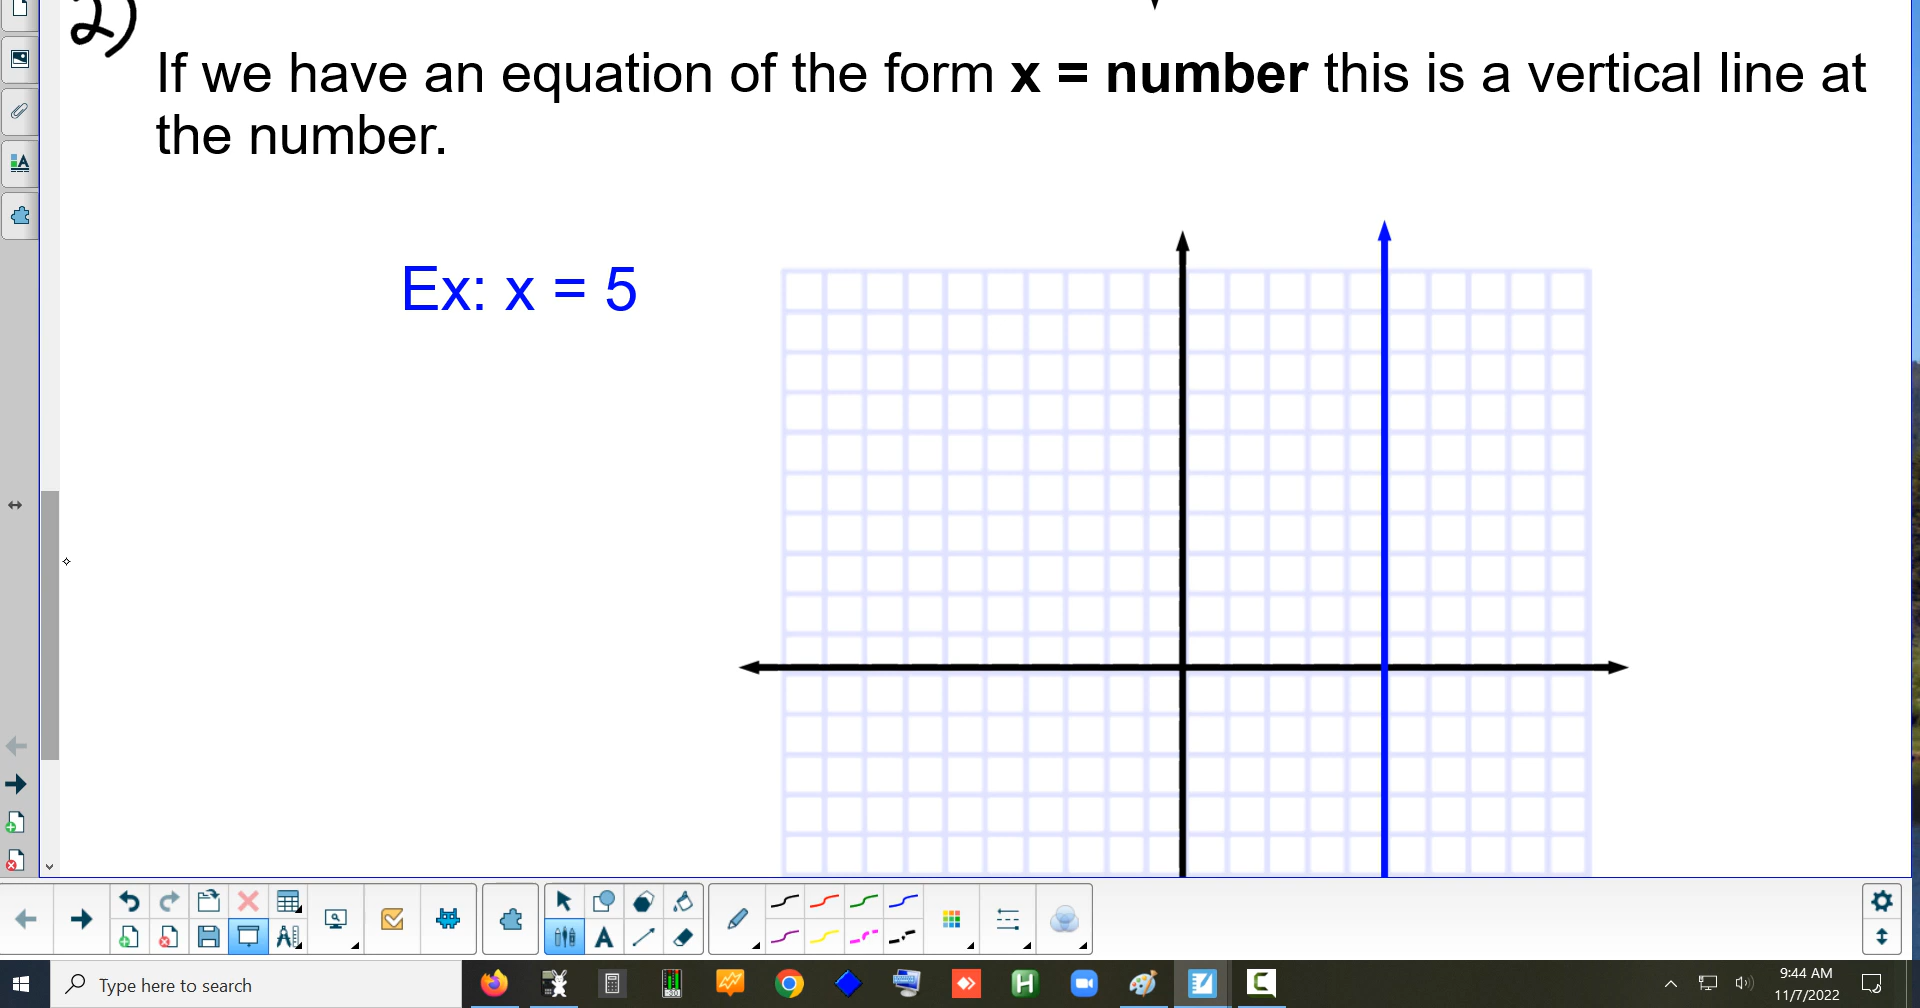 2)
If we have an equation of the form x = number this is a vertical line at
the number.
Ex: x = 5
Type here to search
9:44 AM
11/7/2022